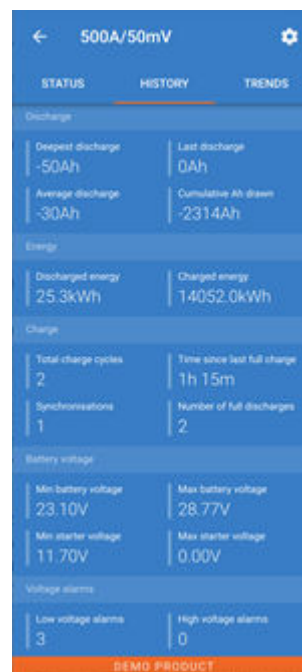 500A/50mV
STATUS HISTORY TRENDS
Discharge
Deepest discharge Last discharge
-50Ah 0Ah
Average discharge Cumulative Ah drawn
-30Ah -2314Ah
Energy
Discharged energy Charged energy
25.3kWh 14052.0kWh
Charge
Total charge cycles Time since last full charge
2 1h 15m
Synchronisations Number of full discharges
1 2
Battery voltage
Min battery voltage Max battery voltage
23.10V 28.77V
Min starter voltage Max starter voltage
11.70V 0.00V
Voltage alarms
Low voltage alarms High voltage alarms
3 0
DEMO PRODUCT